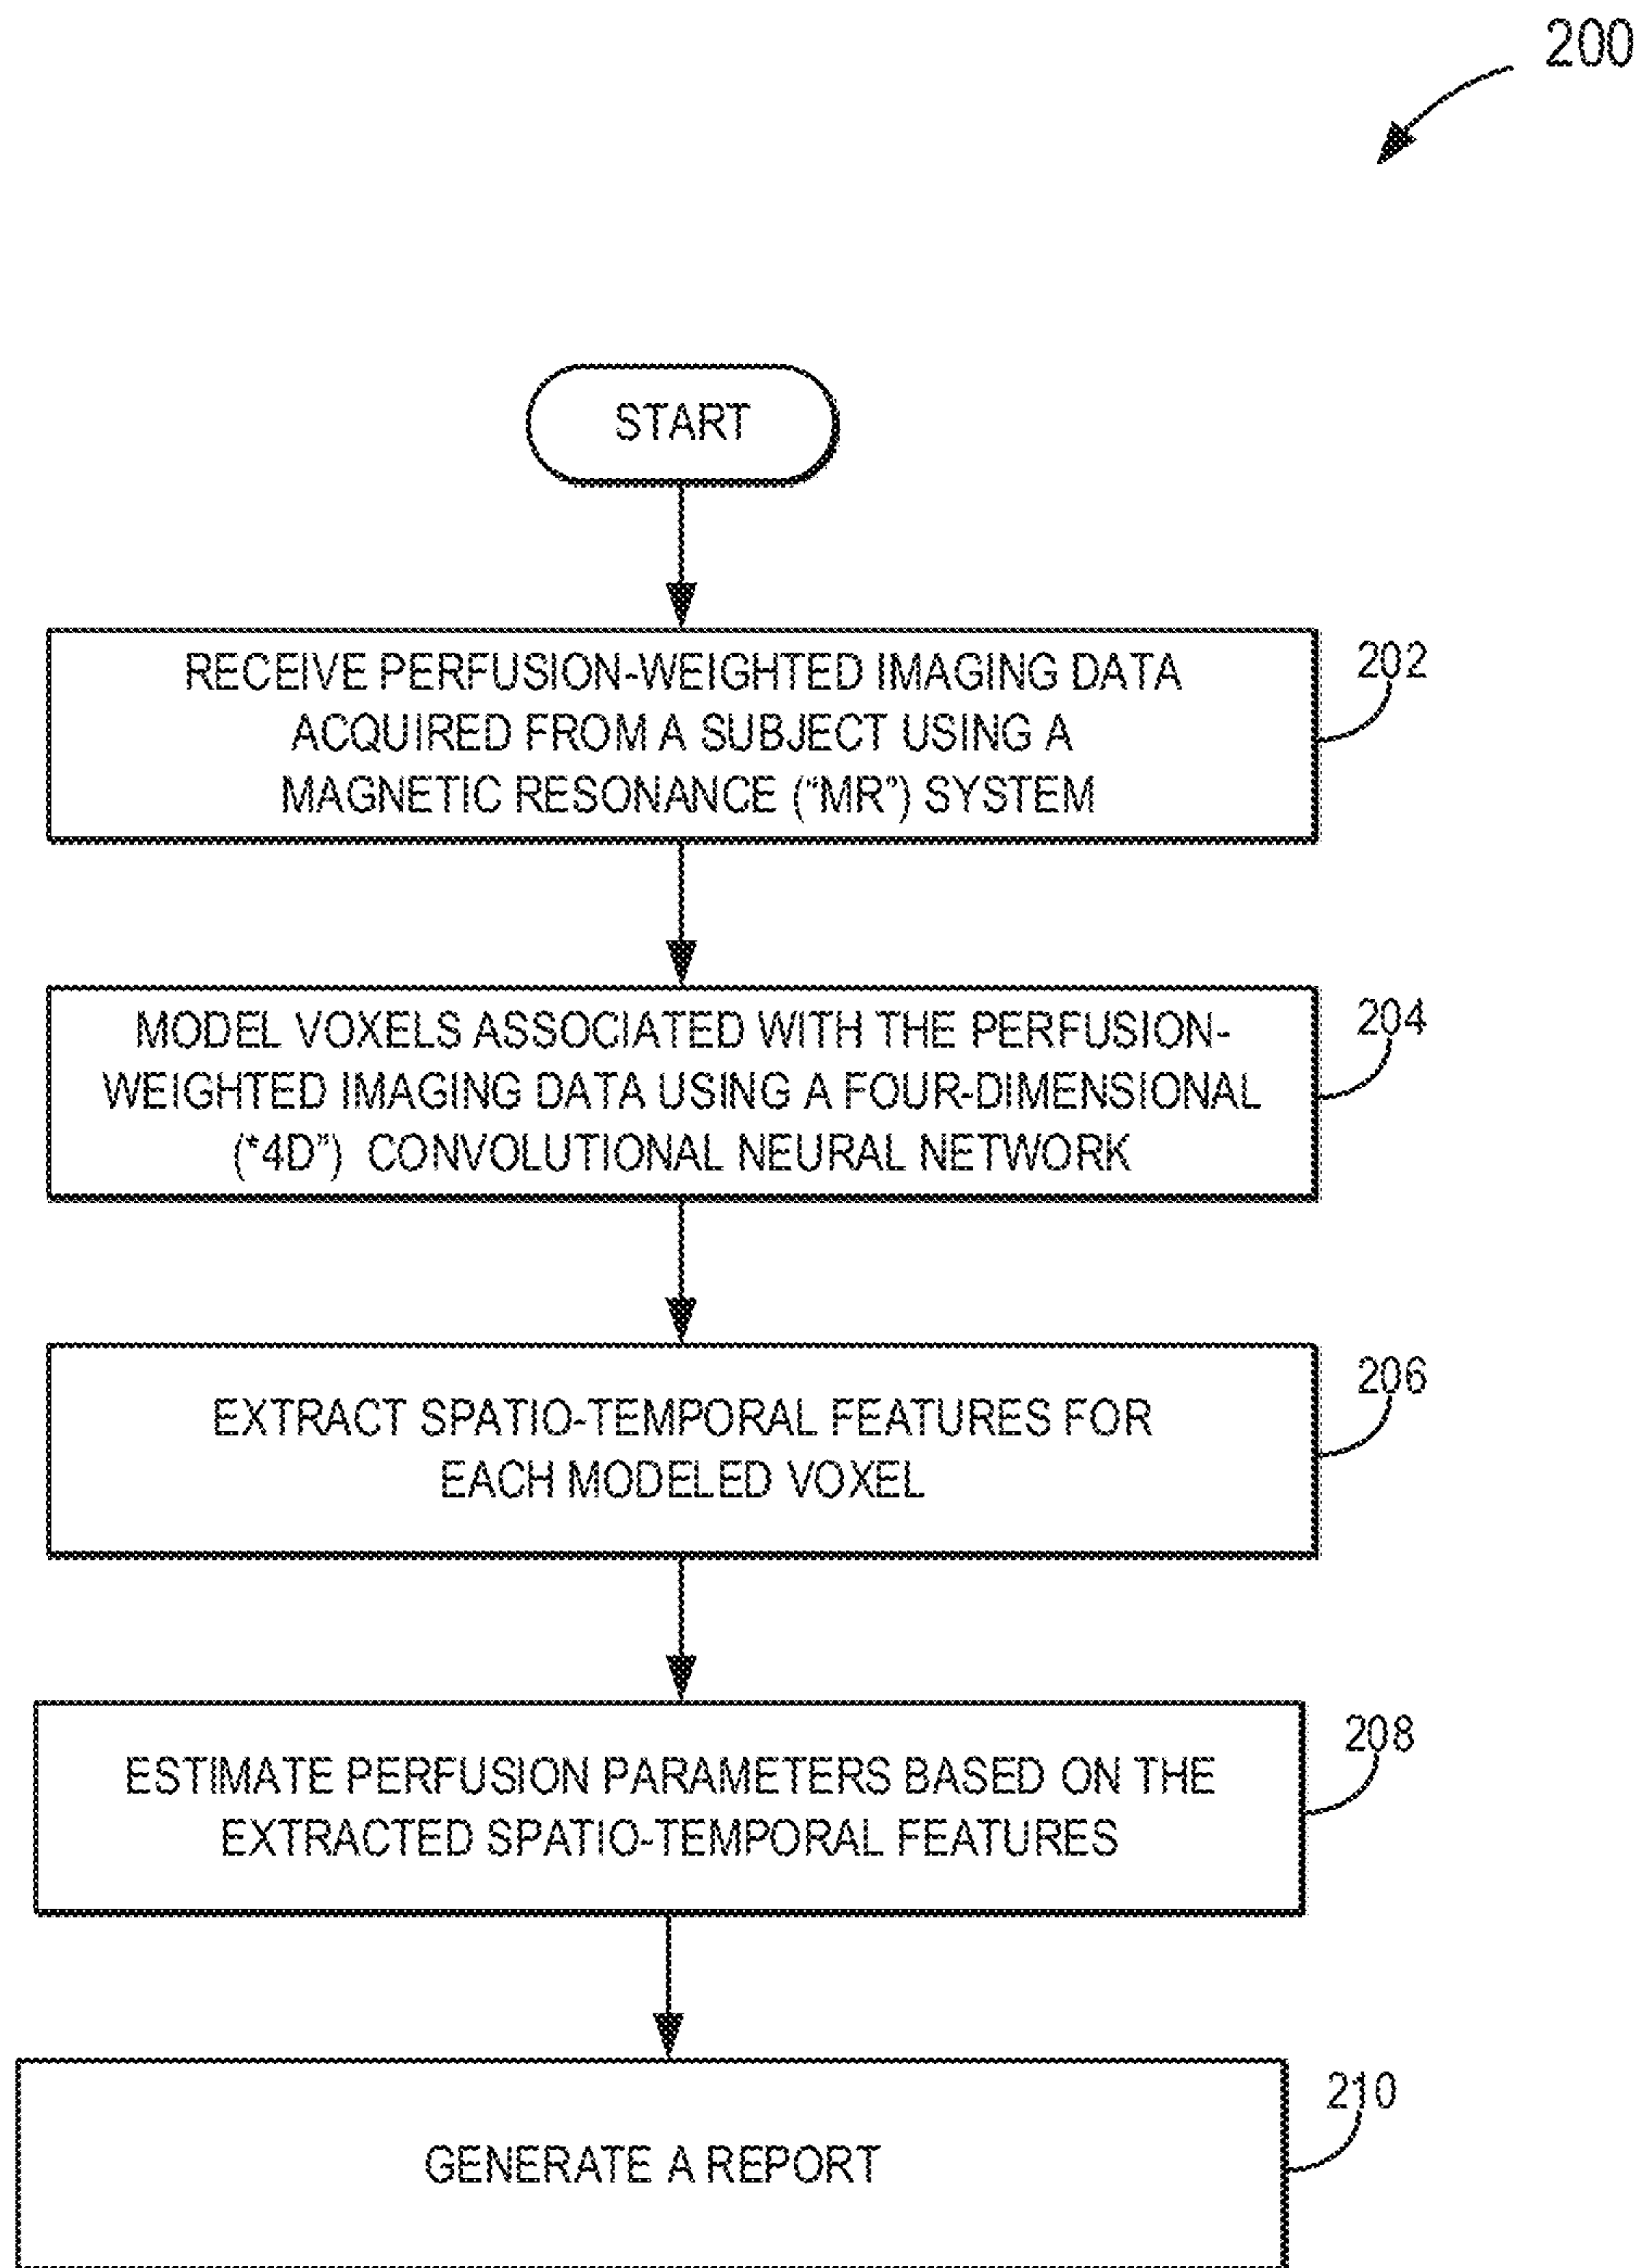 200
START
RECEIVE PERFUSION-WEIGHTED IMAGING DATA
ACQUIRED FROM A SUBJECT USING A
MAGNETIC RESONANCE (“MR”) SYSTEM
202
MODEL VOXELS ASSOCIATED WITH THE PERFUSION-
WEIGHTED IMAGING DATA USING A FOUR-DIMENSIONAL
(“4D”) CONVOLUTIONAL NEURAL NETWORK
204
EXTRACT SPATIO-TEMPORAL FEATURES FOR
EACH MODELED VOXEL
206
ESTIMATE PERFUSION PARAMETERS BASED ON THE
EXTRACTED SPATIO-TEMPORAL FEATURES
208
GENERATE A REPORT
210